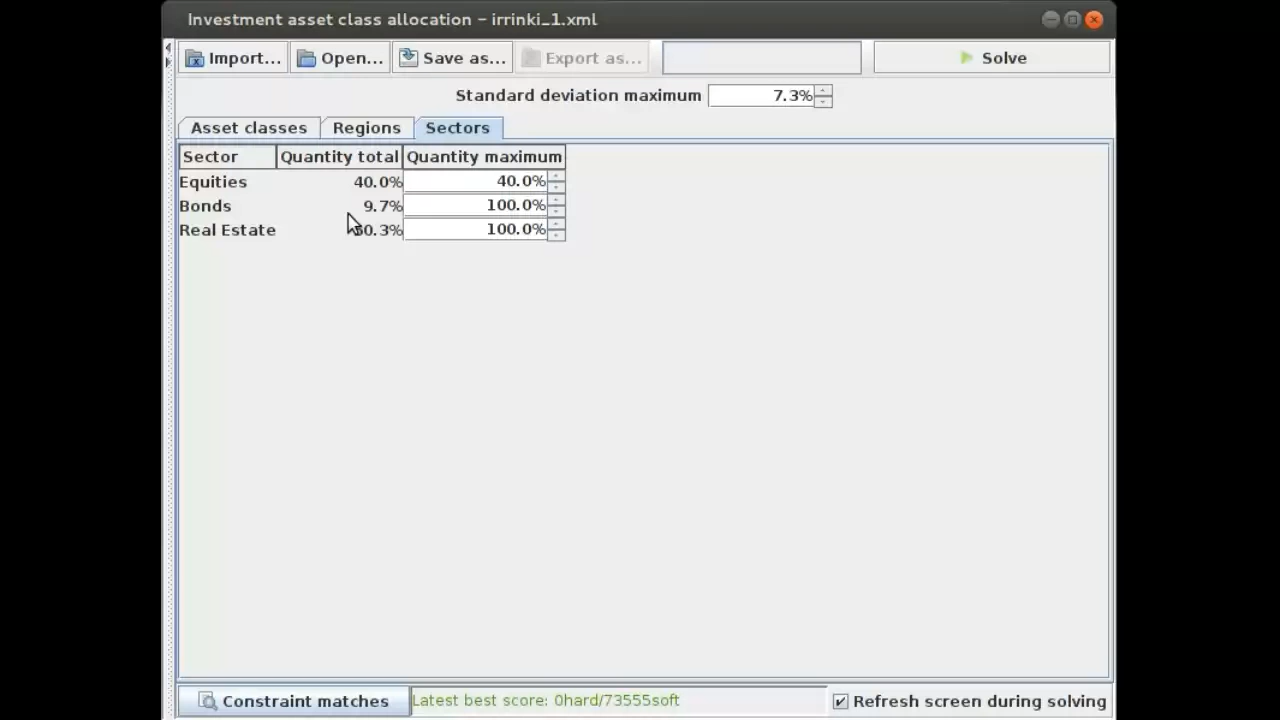 Investment asset class allocation – irrinki_1.xml
Import... Open... Save as... Export as... Solve
Standard deviation maximum 7.3%
Asset classes Regions Sectors
Sector Quantity total Quantity maximum
Equities 40.0% 40.0%
Bonds 9.7% 100.0%
Real Estate 50.3% 100.0%
Constraint matches Latest best score: 0hard/73555soft Refresh screen during solving